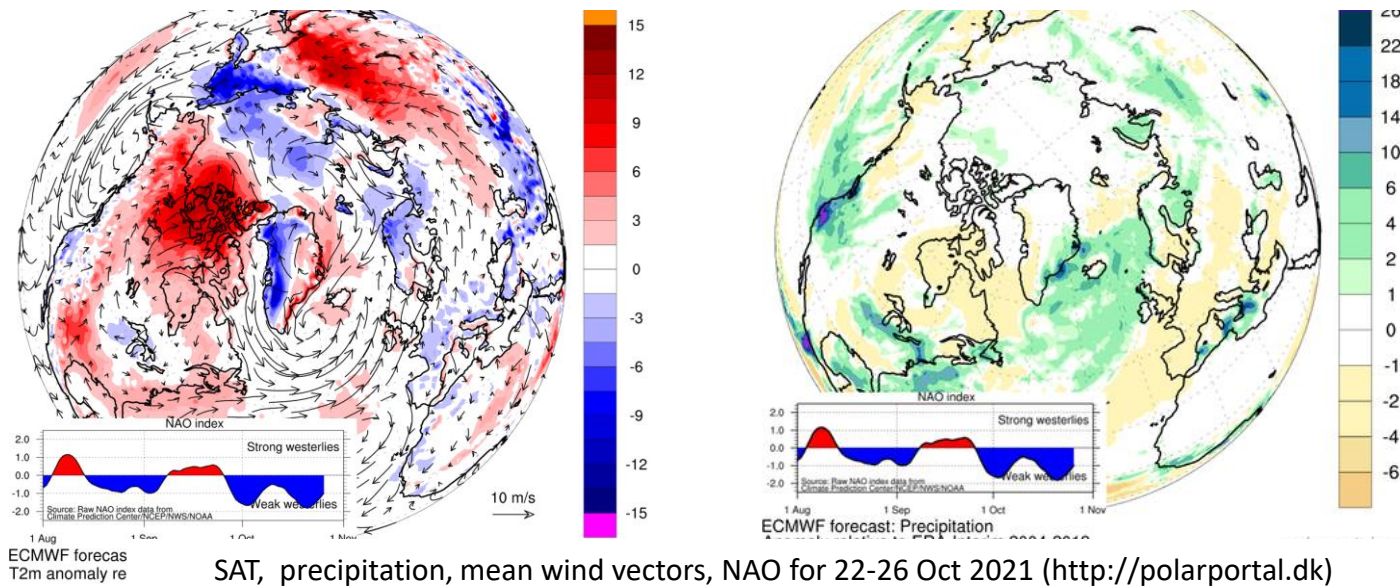 15
12
9
6
3
0
-3
-6
-9
-12
-15
NAO index
2.0
1.0
0.0
-1.0
-2.0
Strong westerlies
Weak westerlies
Source: Raw NAO index data from
Climate Prediction Center/NCEP/NWS/NOAA
1 Aug 1 Sep 1 Oct 1 Nov
10 m/s
ECMWF forecas
T2m anomaly re
26
22
18
14
10
6
4
2
1
0
-1
-2
-4
-6
NAO index
2.0
1.0
0.0
-1.0
-2.0
Strong westerlies
Weak westerlies
Source: Raw NAO index data from
Climate Prediction Center/NCEP/NWS/NOAA
1 Aug 1 Sep 1 Oct 1 Nov
ECMWF forecast: Precipitation
SAT, precipitation, mean wind vectors, NAO for 22-26 Oct 2021 (http://polarportal.dk)